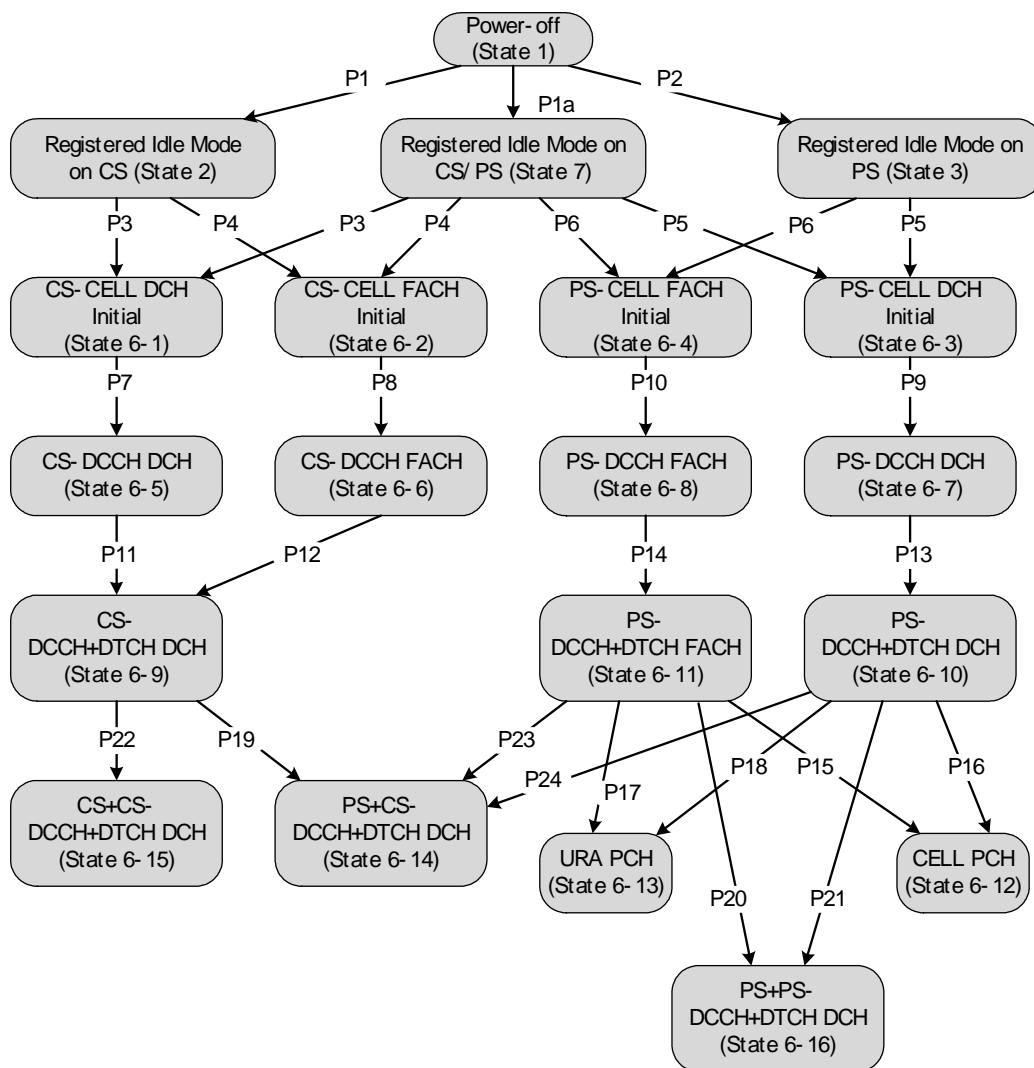 Power- off
(State 1)
P1
P1a
P2
Registered Idle Mode
on CS (State 2)
Registered Idle Mode on
CS/ PS (State 7)
Registered Idle Mode on
PS (State 3)
P3
P4
P3
P4
P6
P5
P6
P5
CS- CELL DCH
Initial
(State 6- 1)
CS- CELL FACH
Initial
(State 6- 2)
PS- CELL FACH
Initial
(State 6- 4)
PS- CELL DCH
Initial
(State 6- 3)
P7
P8
P10
P9
CS- DCCH DCH
(State 6- 5)
CS- DCCH FACH
(State 6- 6)
PS- DCCH FACH
(State 6- 8)
PS- DCCH DCH
(State 6- 7)
P11
P12
P14
P13
CS-
DCCH+DTCH DCH
(State 6- 9)
PS-
DCCH+DTCH FACH
(State 6- 11)
PS-
DCCH+DTCH DCH
(State 6- 10)
P22
P19
P23
P24
P17
P18
P15
P16
CS+CS-
DCCH+DTCH DCH
(State 6- 15)
PS+CS-
DCCH+DTCH DCH
(State 6- 14)
URA PCH
(State 6- 13)
CELL PCH
(State 6- 12)
P20
P21
PS+PS-
DCCH+DTCH DCH
(State 6- 16)